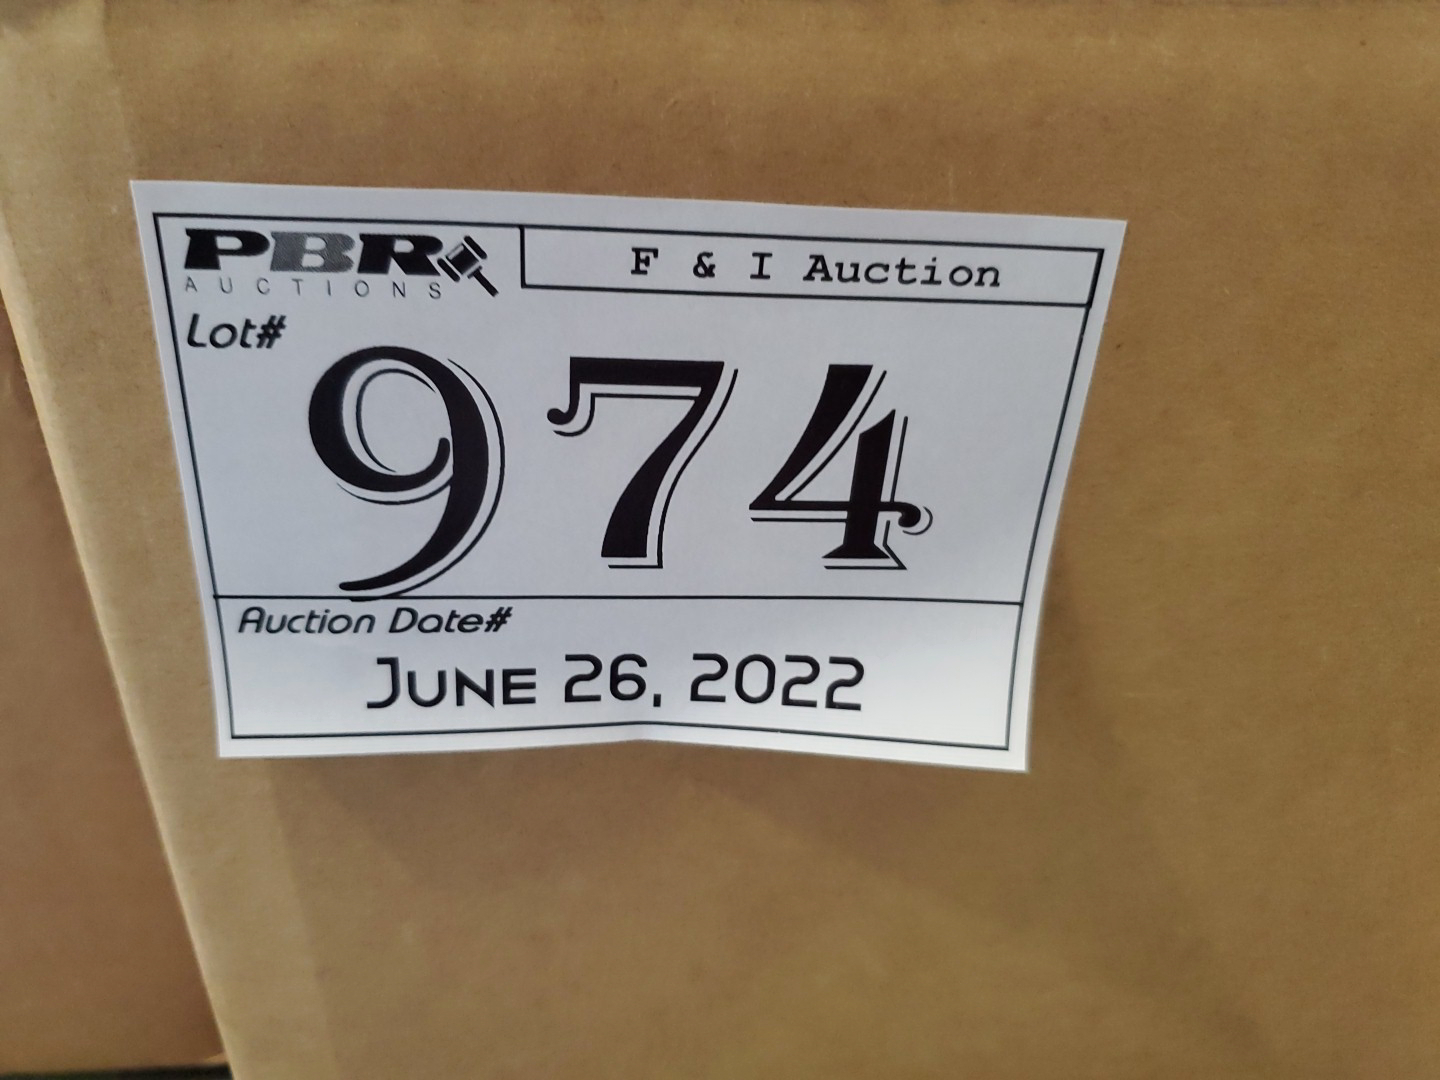 PBR
AUCTIONS
F & I Auction
Lot#
974
Auction Date#
June 26, 2022